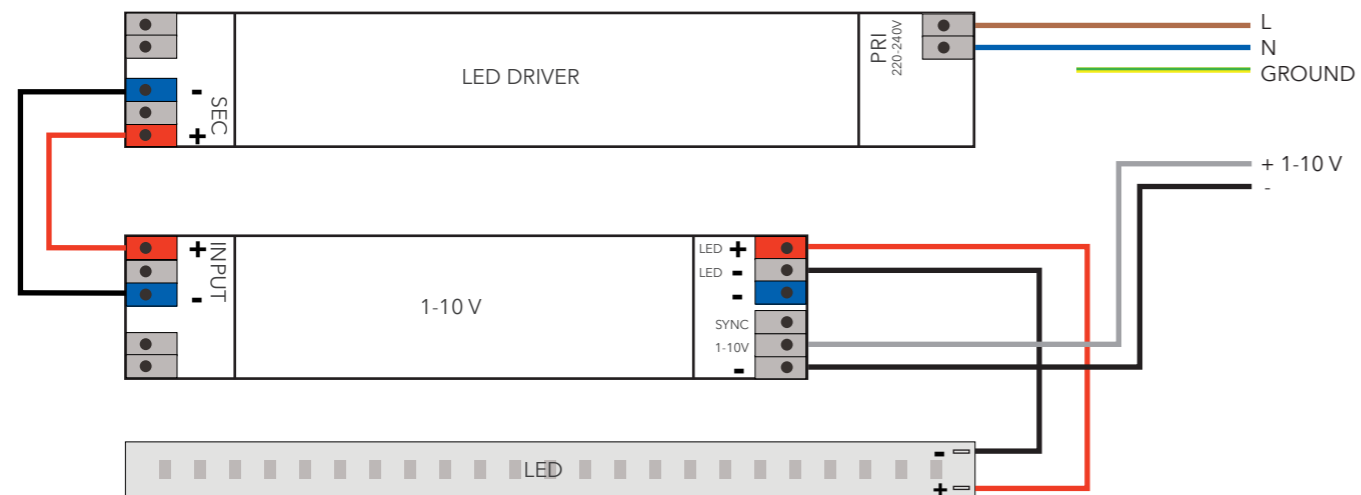 LED DRIVER
PRI
220-240V
L
N
GROUND
-
SEC
+
+ 1-10 V
-
+
INPUT
-
1-10 V
LED +
LED -
-
SYNC
1-10V
-
LED
-
+